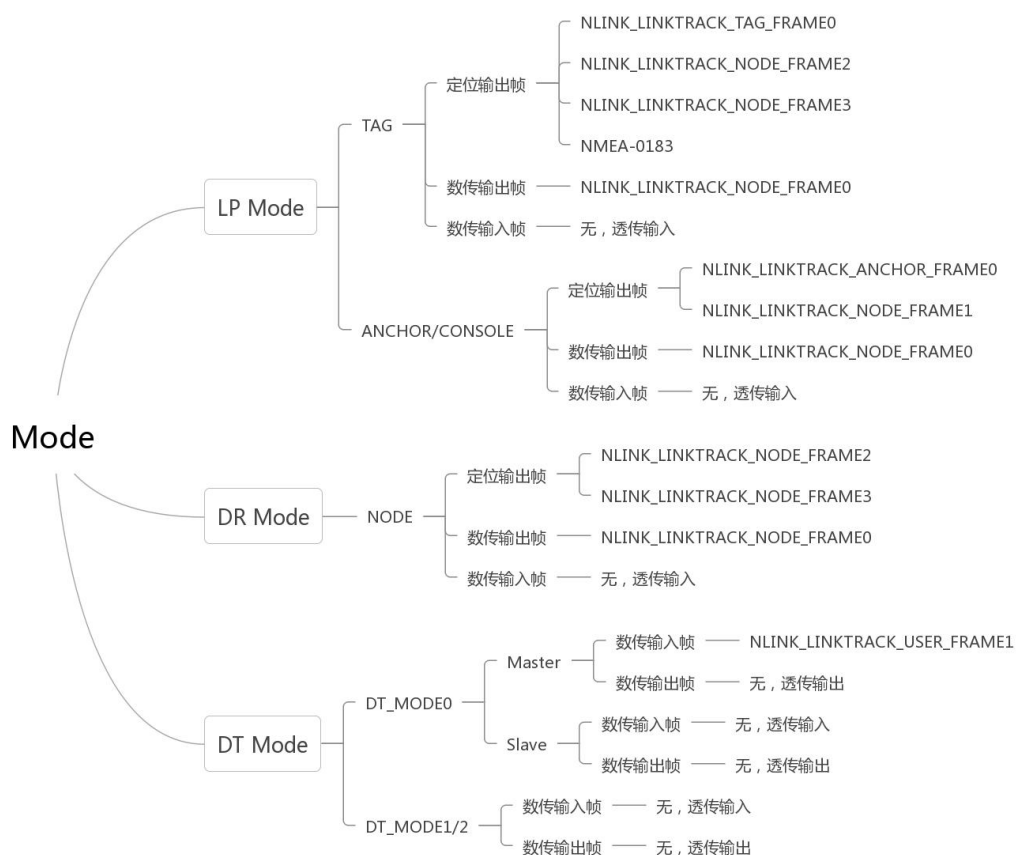 Mode
LP Mode
TAG
定位输出帧
NLINK_LINKTRACK_TAG_FRAME0
NLINK_LINKTRACK_NODE_FRAME2
NLINK_LINKTRACK_NODE_FRAME3
NMEA-0183
数传输出帧
NLINK_LINKTRACK_NODE_FRAME0
数传输入帧
无，透传输入
ANCHOR/CONSOLE
定位输出帧
NLINK_LINKTRACK_ANCHOR_FRAME0
NLINK_LINKTRACK_NODE_FRAME1
数传输出帧
NLINK_LINKTRACK_NODE_FRAME0
数传输入帧
无，透传输入
DR Mode
NODE
定位输出帧
NLINK_LINKTRACK_NODE_FRAME2
NLINK_LINKTRACK_NODE_FRAME3
数传输出帧
NLINK_LINKTRACK_NODE_FRAME0
数传输入帧
无，透传输入
DT Mode
DT_MODE0
Master
数传输入帧
NLINK_LINKTRACK_USER_FRAME1
数传输出帧
无，透传输出
Slave
数传输入帧
无，透传输入
数传输出帧
无，透传输出
DT_MODE1/2
数传输入帧
无，透传输入
数传输出帧
无，透传输出